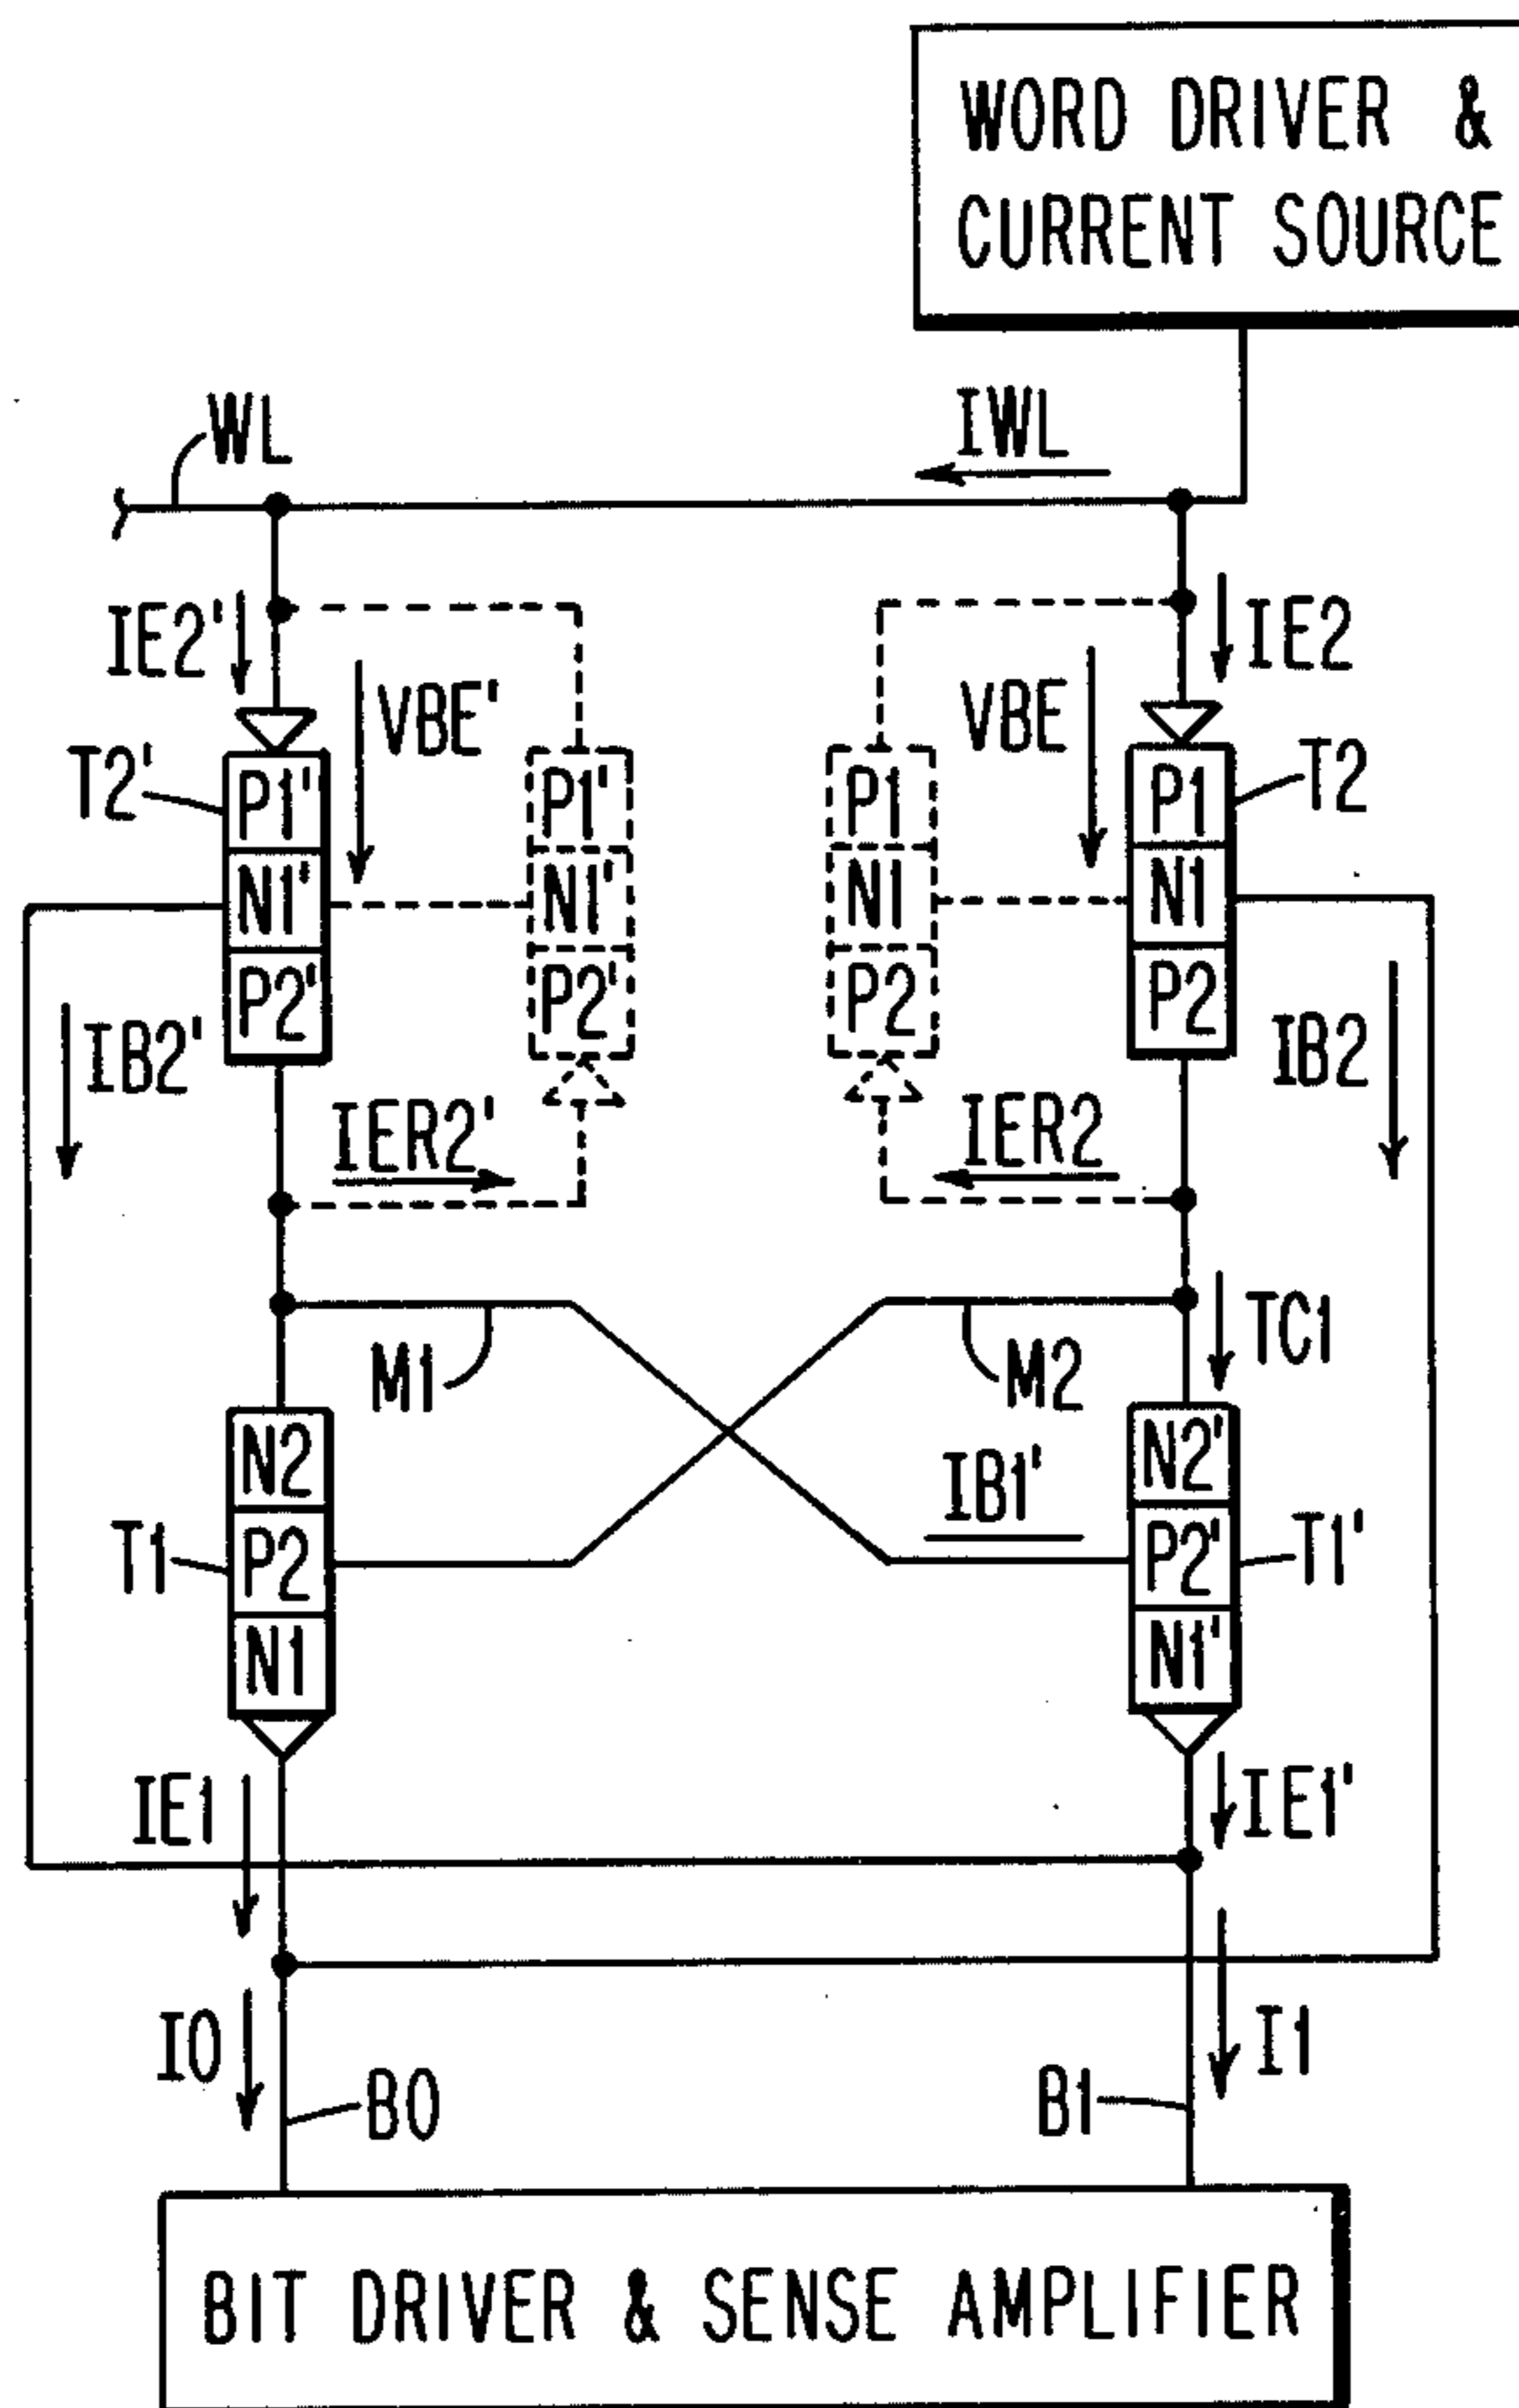 WORD DRIVER &
CURRENT SOURCE
WL
IWL
IE2'
VBE'
VBE
IE2
T2'
P1'
N1'
P2'
P1'
N1'
P2'
P1
N1
P2
P1
N1
P2
T2
IB2'
IER2'
IER2
IB2
M1
M2
TC1
T1
N2
P2
N1
IB1'
N2'
P2'
N1'
T1'
IE1
IE1'
I0
B0
B1
I1
BIT DRIVER & SENSE AMPLIFIER